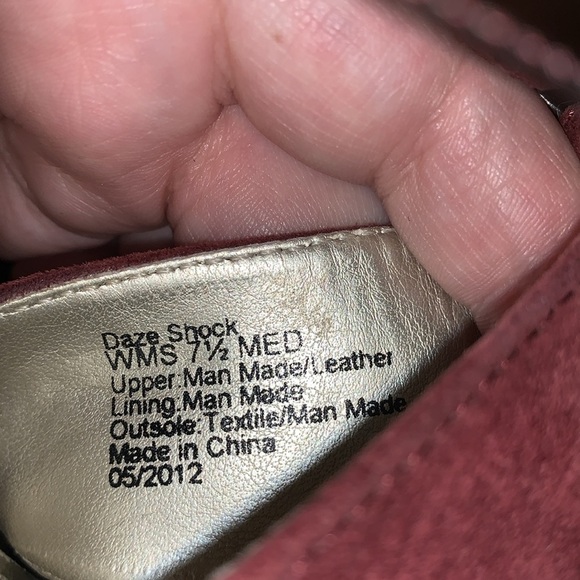 Daze Shock
WMS 7½ MED
Upper:Man Made/Leather
Lining:Man Made
Outsole:Textile/Man Made
Made in China
05/2012